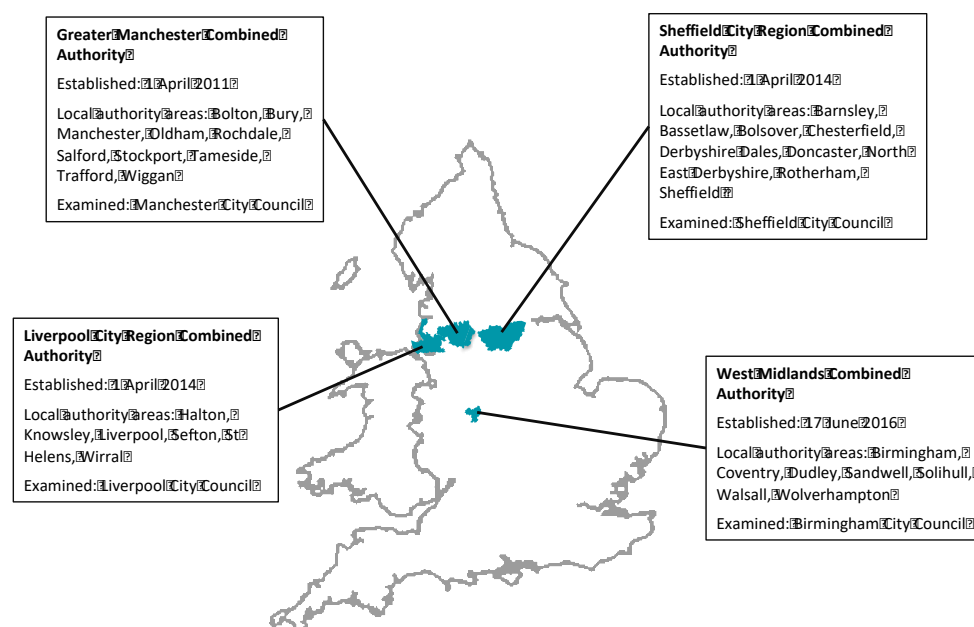 Greater Manchester Combined
Authority
Established: 1 April 2011
Local authority areas: Bolton, Bury,
Manchester, Oldham, Rochdale,
Salford, Stockport, Tameside,
Trafford, Wiggan
Examined: Manchester City Council
Sheffield City Region Combined
Authority
Established: 1 April 2014
Local authority areas: Barnsley,
Bassetlaw, Bolsover, Chesterfield,
Derbyshire Dales, Doncaster, North
East Derbyshire, Rotherham,
Sheffield
Examined: Sheffield City Council
Liverpool City Region Combined
Authority
Established: 1 April 2014
Local authority areas: Halton,
Knowsley, Liverpool, Sefton, St
Helens, Wirral
Examined: Liverpool City Council
West Midlands Combined
Authority
Established: 17 June 2016
Local authority areas: Birmingham,
Coventry, Dudley, Sandwell, Solihull,
Walsall, Wolverhampton
Examined: Birmingham City Council